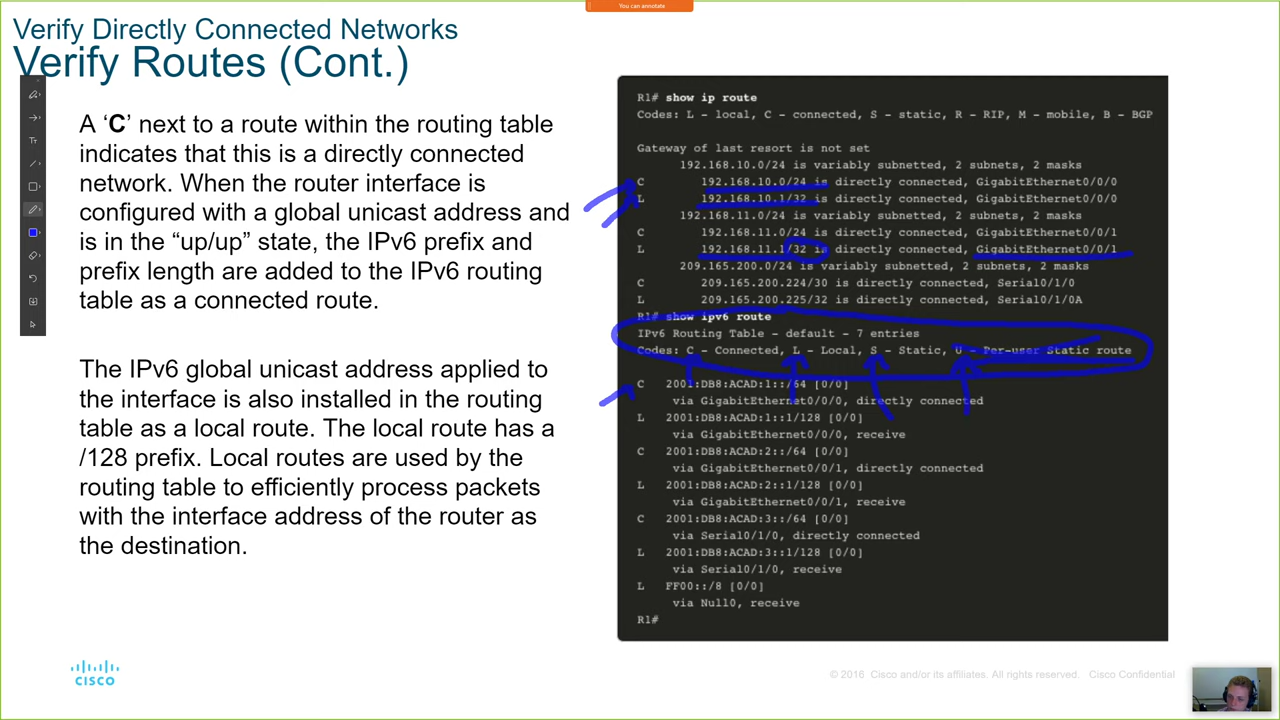 You can annotate
Verify Directly Connected Networks
Verify Routes (Cont.)
A ‘C’ next to a route within the routing table
indicates that this is a directly connected
network. When the router interface is
configured with a global unicast address and
is in the “up/up” state, the IPv6 prefix and
prefix length are added to the IPv6 routing
table as a connected route.
The IPv6 global unicast address applied to
the interface is also installed in the routing
table as a local route. The local route has a
/128 prefix. Local routes are used by the
routing table to efficiently process packets
with the interface address of the router as
the destination.
R1# show ip route
Codes: L - local, C - connected, S - static, R - RIP, M - mobile, B - BGP
Gateway of last resort is not set
192.168.10.0/24 is variably subnetted, 2 subnets, 2 masks
C 192.168.10.0/24 is directly connected, GigabitEthernet0/0/0
L 192.168.10.1/32 is directly connected, GigabitEthernet0/0/0
192.168.11.0/24 is variably subnetted, 2 subnets, 2 masks
C 192.168.11.0/24 is directly connected, GigabitEthernet0/0/1
L 192.168.11.1/32 is directly connected, GigabitEthernet0/0/1
209.165.200.0/24 is variably subnetted, 2 subnets, 2 masks
C 209.165.200.224/30 is directly connected, Serial0/1/0
L 209.165.200.225/32 is directly connected, Serial0/1/0A
R1# show ipv6 route
IPv6 Routing Table - default - 7 entries
Codes: C - Connected, L - Local, S - Static, U - Per-user Static route
C 2001:DB8:ACAD:1::/64 [0/0]
via GigabitEthernet0/0/0, directly connected
L 2001:DB8:ACAD:1::1/128 [0/0]
via GigabitEthernet0/0/0, receive
C 2001:DB8:ACAD:2::/64 [0/0]
via GigabitEthernet0/0/1, directly connected
L 2001:DB8:ACAD:2::1/128 [0/0]
via GigabitEthernet0/0/1, receive
C 2001:DB8:ACAD:3::/64 [0/0]
via Serial0/1/0, directly connected
L 2001:DB8:ACAD:3::1/128 [0/0]
via Serial0/1/0, receive
L FF00::/8 [0/0]
via Null0, receive
R1#
CISCO
© 2016 Cisco and/or its affiliates. All rights reserved. Cisco Confidential